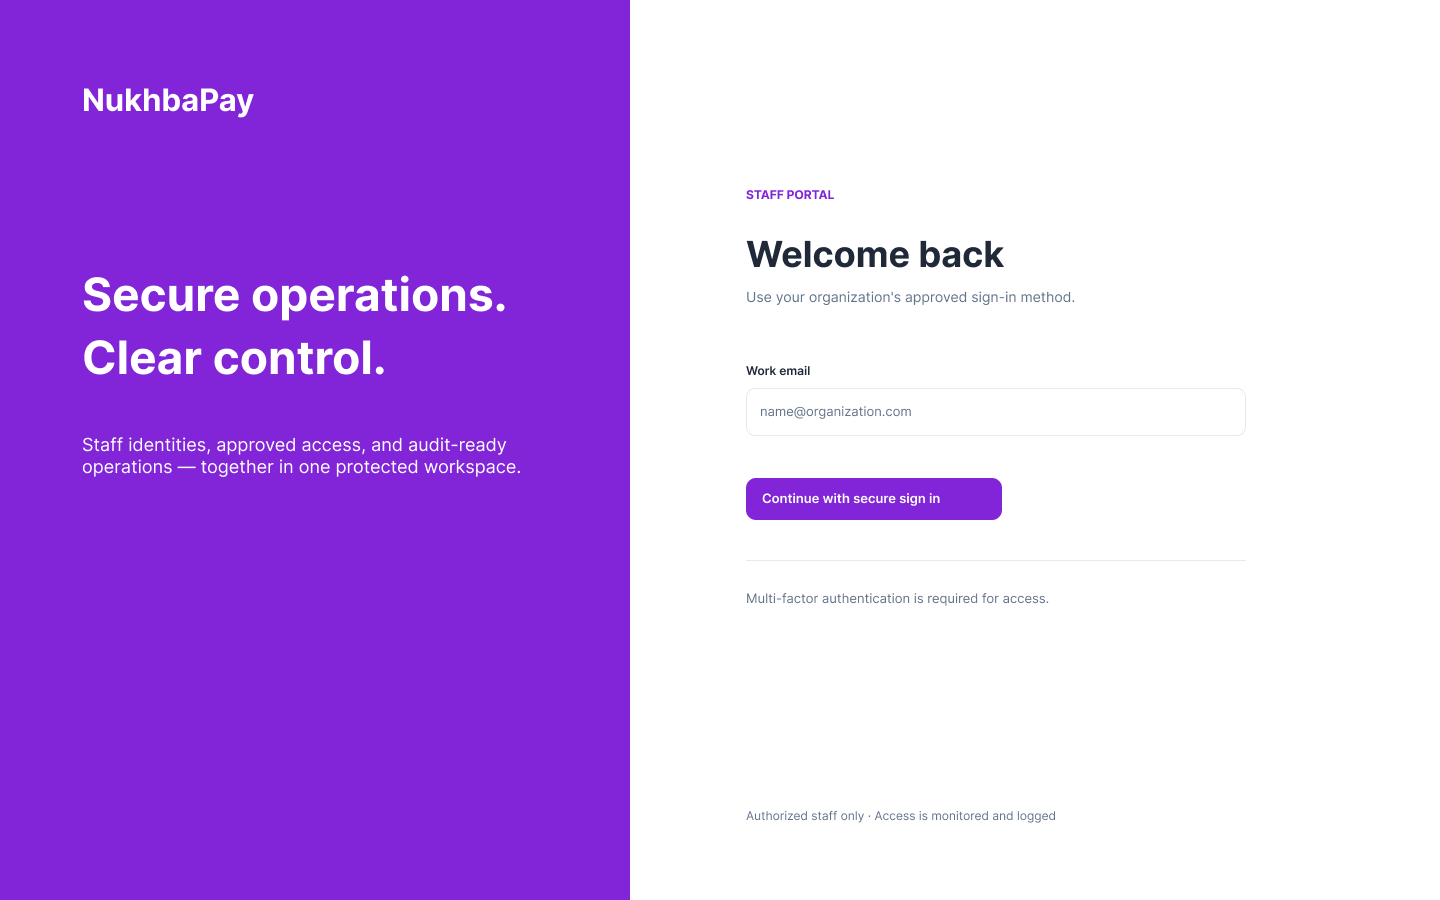 NukhbaPay
Secure operations.
Clear control.
Staff identities, approved access, and audit-ready
operations — together in one protected workspace.
STAFF PORTAL
Welcome back
Use your organization's approved sign-in method.
Work email
name@organization.com
Continue with secure sign in
Multi-factor authentication is required for access.
Authorized staff only · Access is monitored and logged